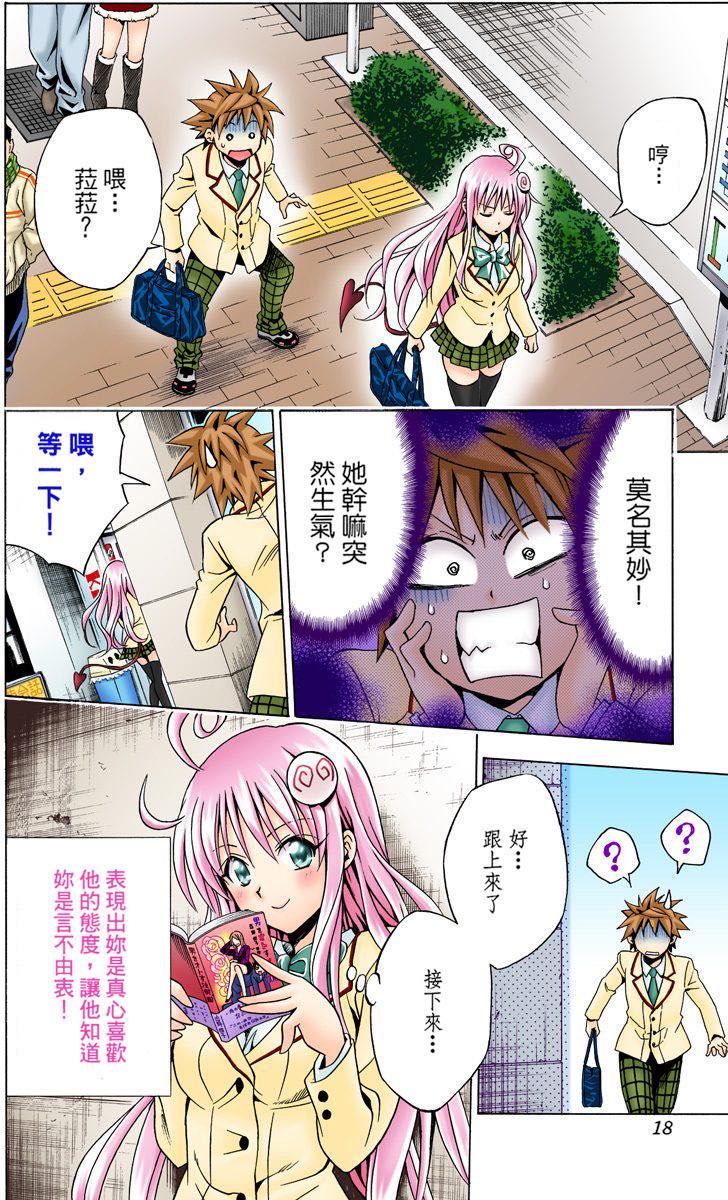 哼…
喂…
菈菈？
莫名其妙！
她幹嘛突
然生氣？
喂，
等一下！
？
？
好…
跟上來了
接下來…
表現出妳是真心喜歡
他的態度，讓他知道
妳是言不由衷！
18